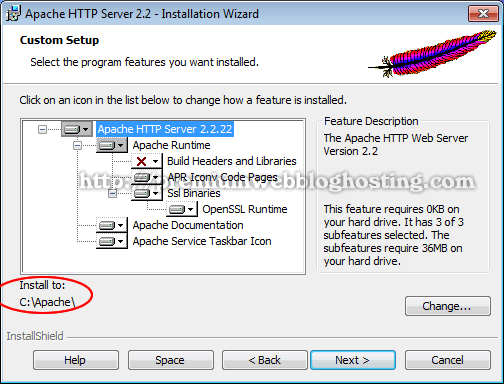 Apache HTTP Server 2.2 - Installation Wizard
Custom Setup
Select the program features you want installed.
Click on an icon in the list below to change how a feature is installed.
Apache HTTP Server 2.2.22
Apache Runtime
Build Headers and Libraries
APR Iconv Code Pages
Ssl Binaries
OpenSSL Runtime
Apache Documentation
Apache Service Taskbar Icon
Feature Description
The Apache HTTP Web Server
Version 2.2
This feature requires 0KB on
your hard drive. It has 3 of 3
subfeatures selected. The
subfeatures require 36MB on your
hard drive.
http://premiumwebbloghosting.com
Install to:
C:\Apache\
Change...
InstallShield
Help
Space
< Back
Next >
Cancel